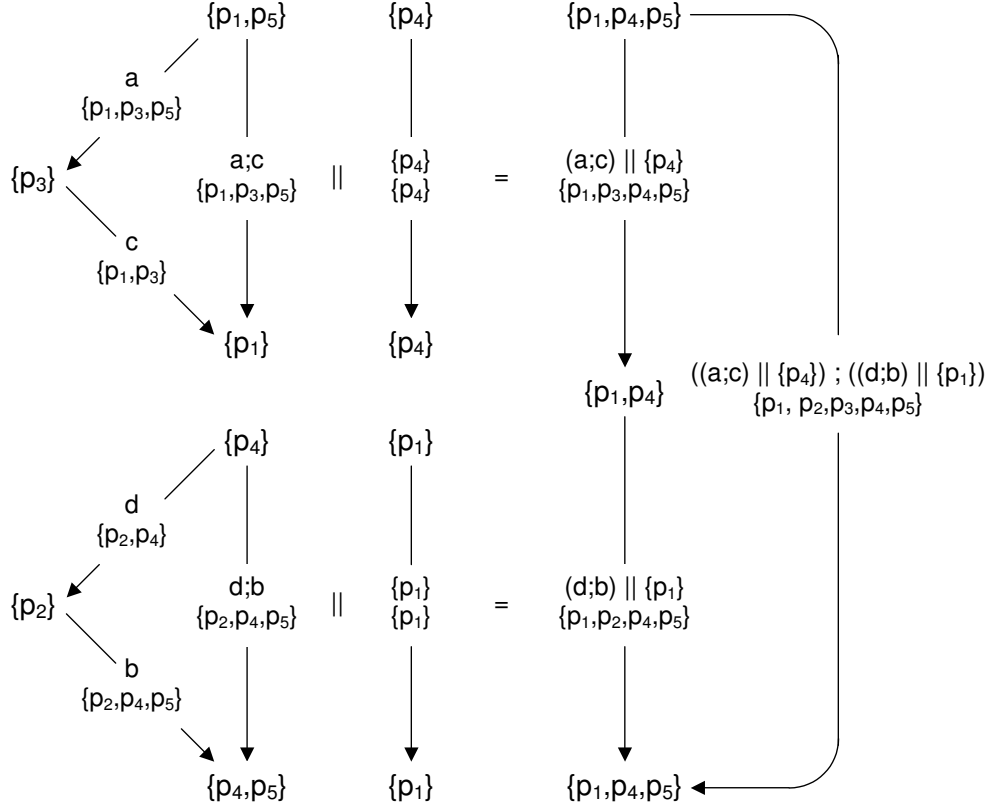 {p₁,p₅} {p₄} {p₁,p₄,p₅}
a
{p₁,p₃,p₅}
{p₃} a;c || {p₄} = (a;c) || {p₄}
{p₁,p₃,p₅} {p₄} {p₁,p₃,p₄,p₅}
c
{p₁,p₃}
{p₁} {p₄}
{p₁,p₄} ((a;c) || {p₄}) ; ((d;b) || {p₁})
{p₁, p₂,p₃,p₄,p₅}
{p₄} {p₁}
d
{p₂,p₄}
{p₂} d;b || {p₁} = (d;b) || {p₁}
{p₂,p₄,p₅} {p₁} {p₁,p₂,p₄,p₅}
b
{p₂,p₄,p₅}
{p₄,p₅} {p₁} {p₁,p₄,p₅}